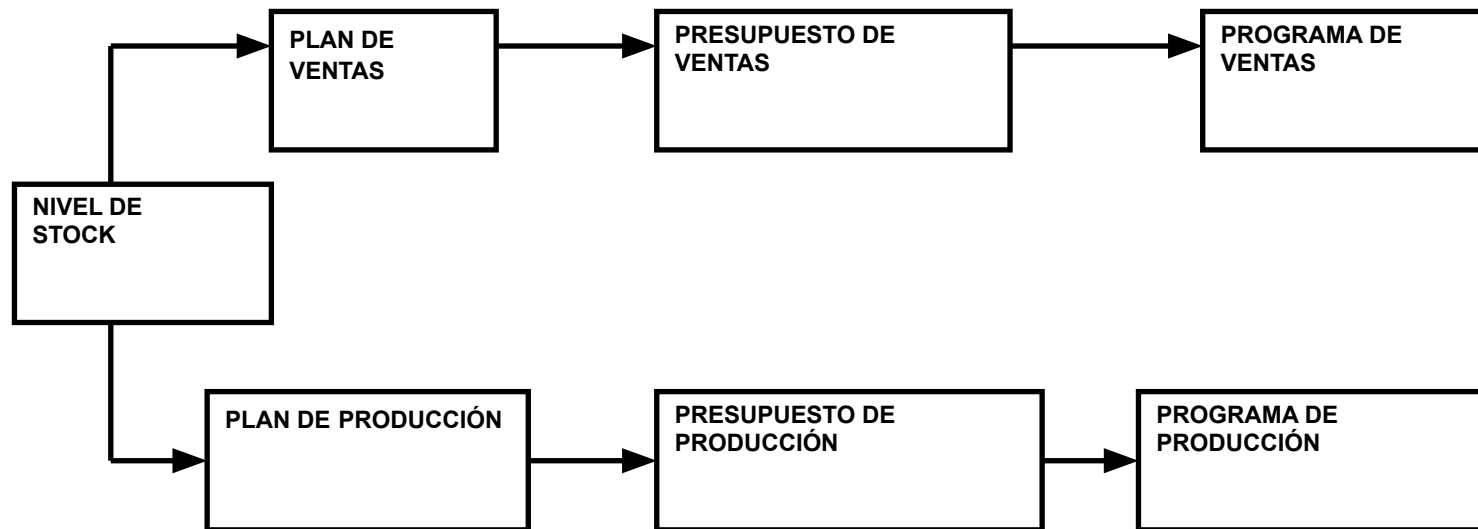 PLAN DE
VENTAS
PRESUPUESTO DE
VENTAS
PROGRAMA DE
VENTAS
NIVEL DE
STOCK
PLAN DE PRODUCCIÓN
PRESUPUESTO DE
PRODUCCIÓN
PROGRAMA DE
PRODUCCIÓN